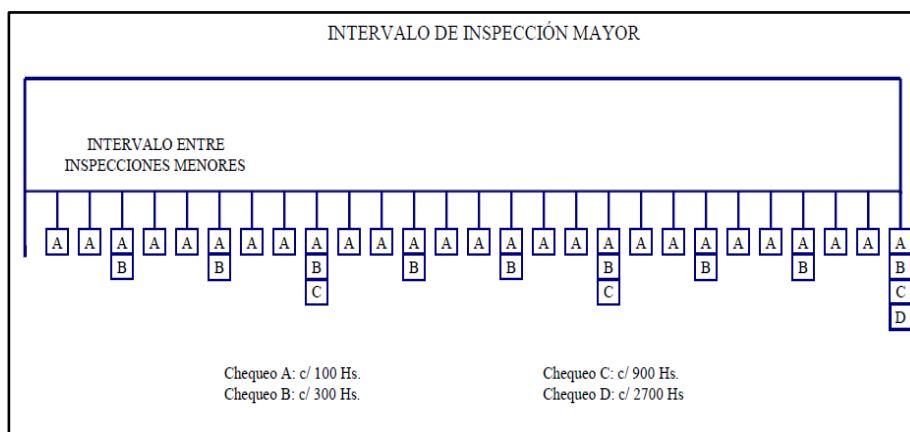 INTERVALO DE INSPECCIÓN MAYOR
INTERVALO ENTRE
INSPECCIONES MENORES
A A A A A A A A A A A A A A A A A A A A A A A A A A A
B B B B B B B B B
C C C
D
Chequeo A: c/ 100 Hs.
Chequeo B: c/ 300 Hs.
Chequeo C: c/ 900 Hs.
Chequeo D: c/ 2700 Hs